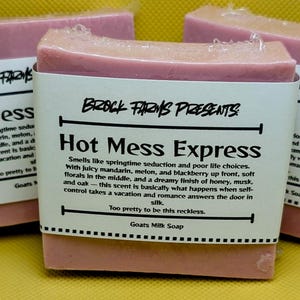 BROCK FARMS PRESENTS:
Hot Mess Express
Smells like springtime seduction and poor life choices.
With juicy mandarin, melon, and blackberry up front, soft
florals in the middle, and a dreamy finish of honey, musk,
and oak — this scent is basically what happens when self-
control takes a vacation and romance answers the door in
silk.
Too pretty to be this reckless.
Goats Milk Soap
FARMS
ess